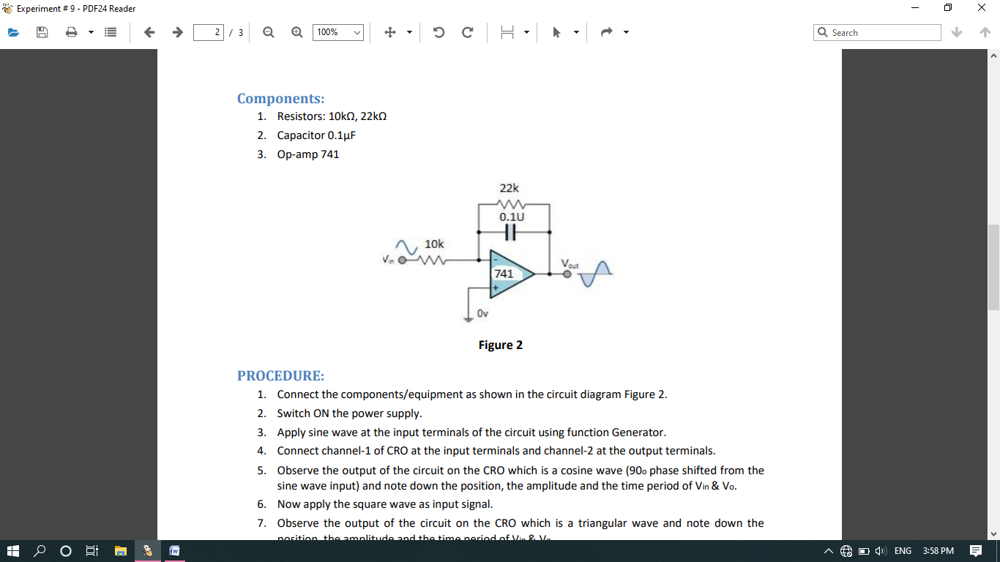 Experiment # 9 - PDF24 Reader
2 / 3
100%
Search
Components:
1. Resistors: 10kΩ, 22kΩ
2. Capacitor 0.1µF
3. Op-amp 741
22k
0.1U
10k
Vin
-
741
+
Vout
0v
Figure 2
PROCEDURE:
1. Connect the components/equipment as shown in the circuit diagram Figure 2.
2. Switch ON the power supply.
3. Apply sine wave at the input terminals of the circuit using function Generator.
4. Connect channel-1 of CRO at the input terminals and channel-2 at the output terminals.
5. Observe the output of the circuit on the CRO which is a cosine wave (90o phase shifted from the
sine wave input) and note down the position, the amplitude and the time period of Vin & Vo.
6. Now apply the square wave as input signal.
7. Observe the output of the circuit on the CRO which is a triangular wave and note down the
position, the amplitude and the time period of Vin & Vo
W
ENG
3:58 PM